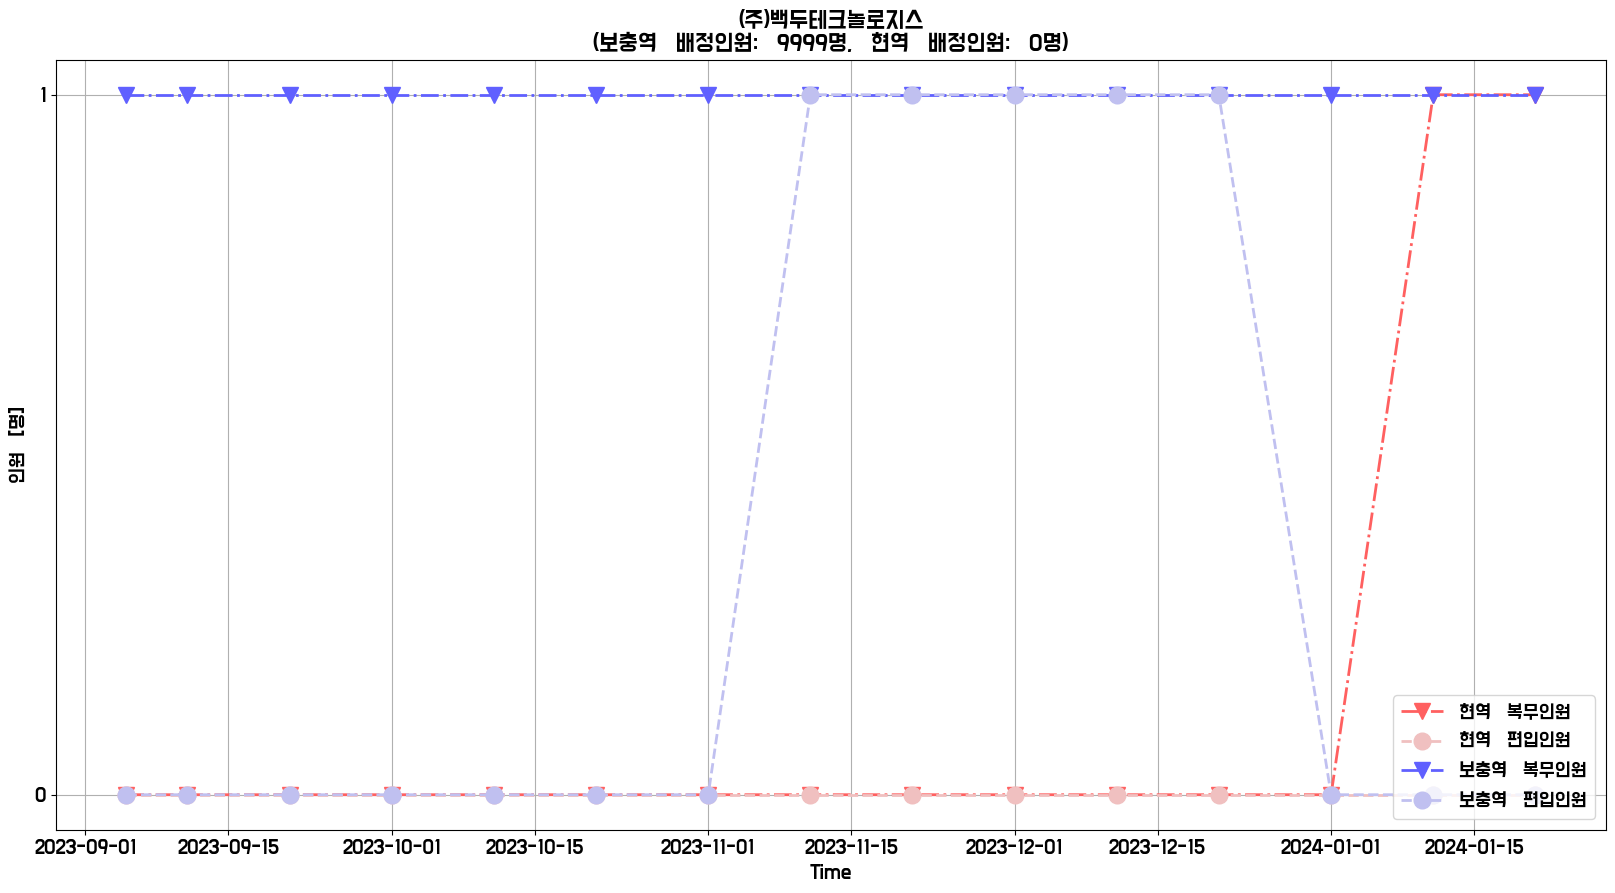 (주)백두테크놀로지스
(보충역 배정인원: 9999명, 현역 배정인원: 0명)
1
0
인원 [명]
2023-09-01 2023-09-15 2023-10-01 2023-10-15 2023-11-01 2023-11-15 2023-12-01 2023-12-15 2024-01-01 2024-01-15
Time
현역 복무인원
현역 편입인원
보충역 복무인원
보충역 편입인원